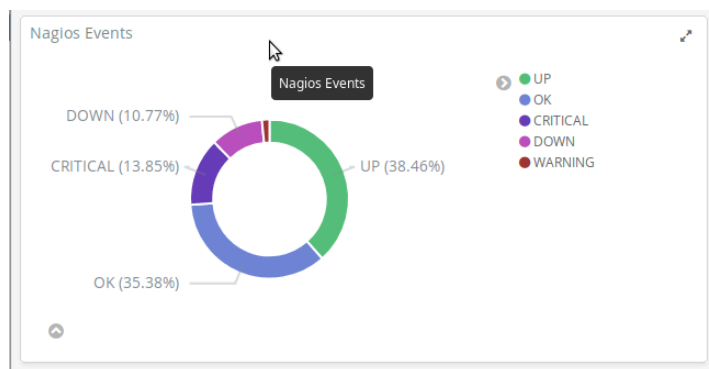 Nagios Events
Nagios Events
DOWN (10.77%)
CRITICAL (13.85%)
UP (38.46%)
OK (35.38%)
UP
OK
CRITICAL
DOWN
WARNING